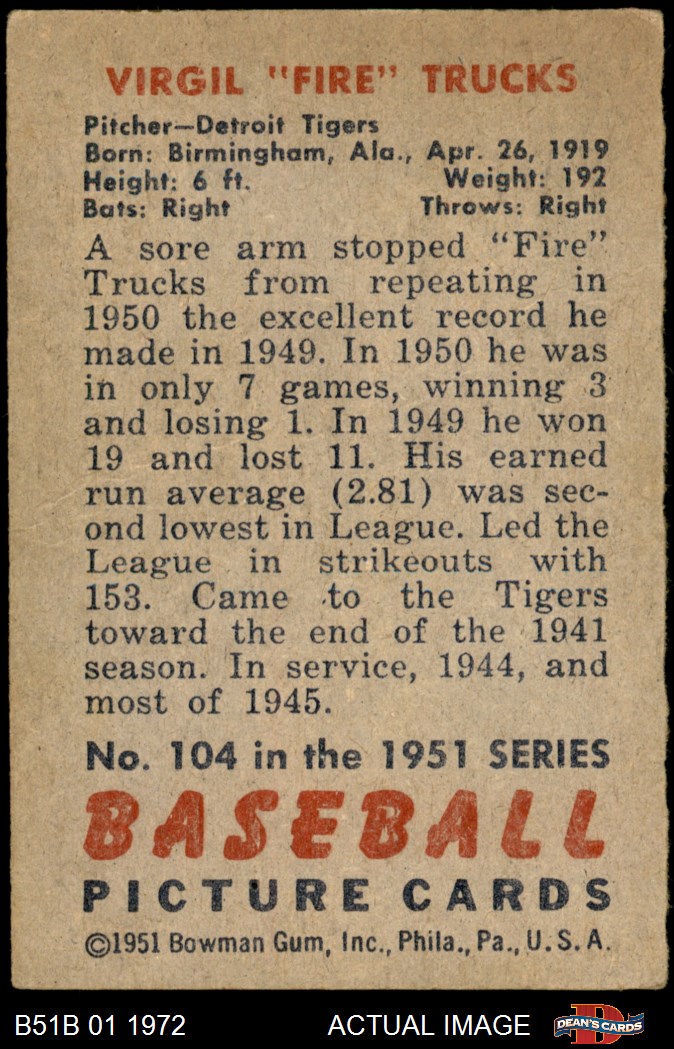 VIRGIL "FIRE" TRUCKS
Pitcher—Detroit Tigers
Born: Birmingham, Ala., Apr. 26, 1919
Height: 6 ft. Weight: 192
Bats: Right Throws: Right
A sore arm stopped "Fire"
Trucks from repeating in
1950 the excellent record he
made in 1949. In 1950 he was
in only 7 games, winning 3
and losing 1. In 1949 he won
19 and lost 11. His earned
run average (2.81) was sec-
ond lowest in League. Led the
League in strikeouts with
153. Came to the Tigers
toward the end of the 1941
season. In service, 1944, and
most of 1945.
No. 104 in the 1951 SERIES
BASEBALL
PICTURE CARDS
©1951 Bowman Gum, Inc., Phila., Pa., U.S.A.
B51B 01 1972 ACTUAL IMAGE D DEAN'S CARDS